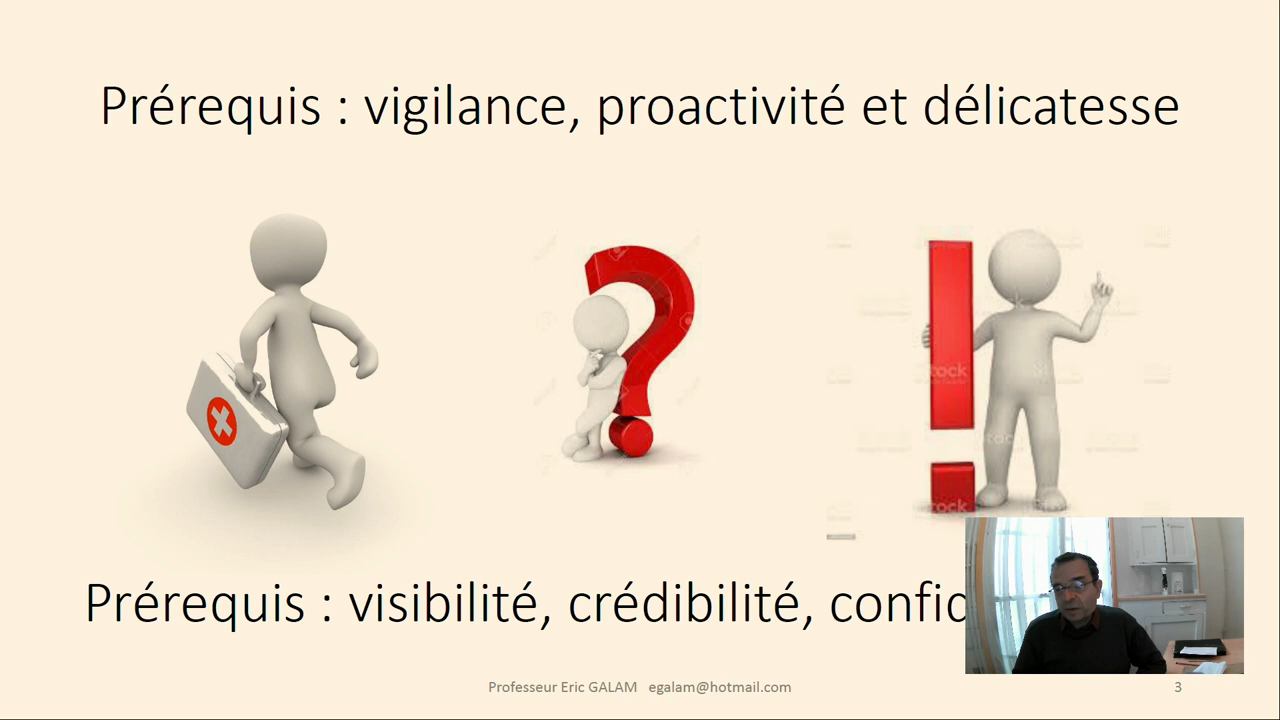 Prérequis : vigilance, proactivité et délicatesse
Prérequis : visibilité, crédibilité,
Professeur Eric GALAM egalam@hotmail.com
3